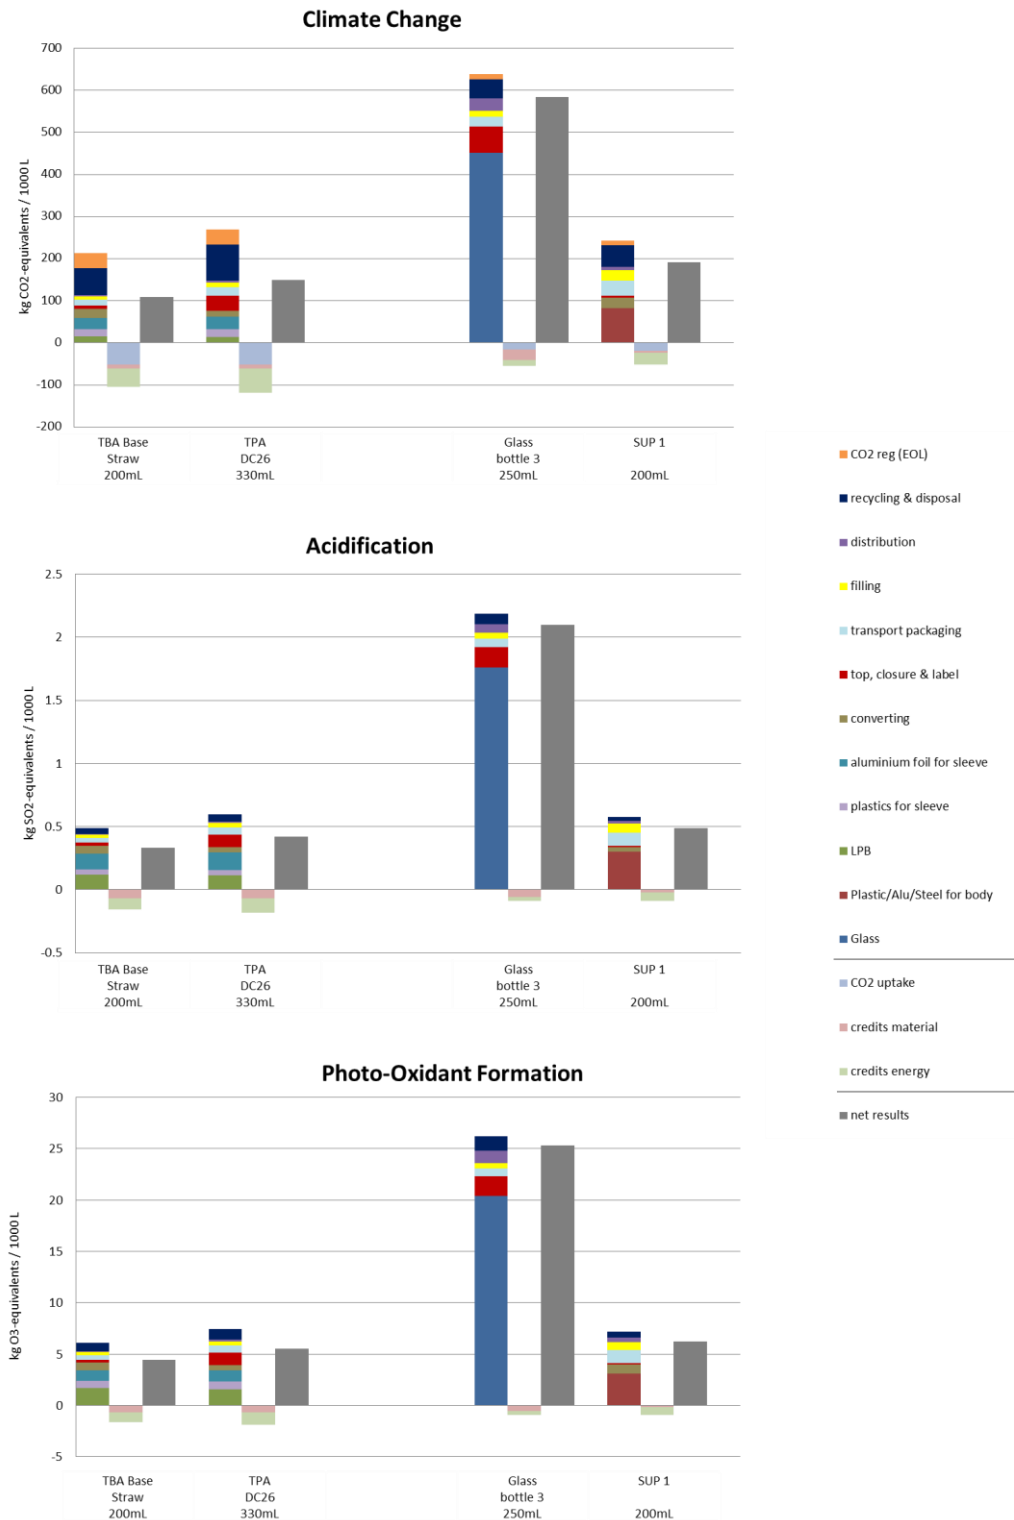 Climate Change
kg CO2-equivalents / 1000 L
700
600
500
400
300
200
100
0
-100
-200
TBA Base
Straw
200mL
TPA
DC26
330mL
Glass
bottle 3
250mL
SUP 1
200mL
Acidification
kg SO2-equivalents / 1000 L
2.5
2
1.5
1
0.5
0
-0.5
TBA Base
Straw
200mL
TPA
DC26
330mL
Glass
bottle 3
250mL
SUP 1
200mL
Photo-Oxidant Formation
kg O3-equivalents / 1000 L
30
25
20
15
10
5
0
-5
TBA Base
Straw
200mL
TPA
DC26
330mL
Glass
bottle 3
250mL
SUP 1
200mL
CO2 reg (EOL)
recycling & disposal
distribution
filling
transport packaging
top, closure & label
converting
aluminium foil for sleeve
plastics for sleeve
LPB
Plastic/Alu/Steel for body
Glass
CO2 uptake
credits material
credits energy
net results